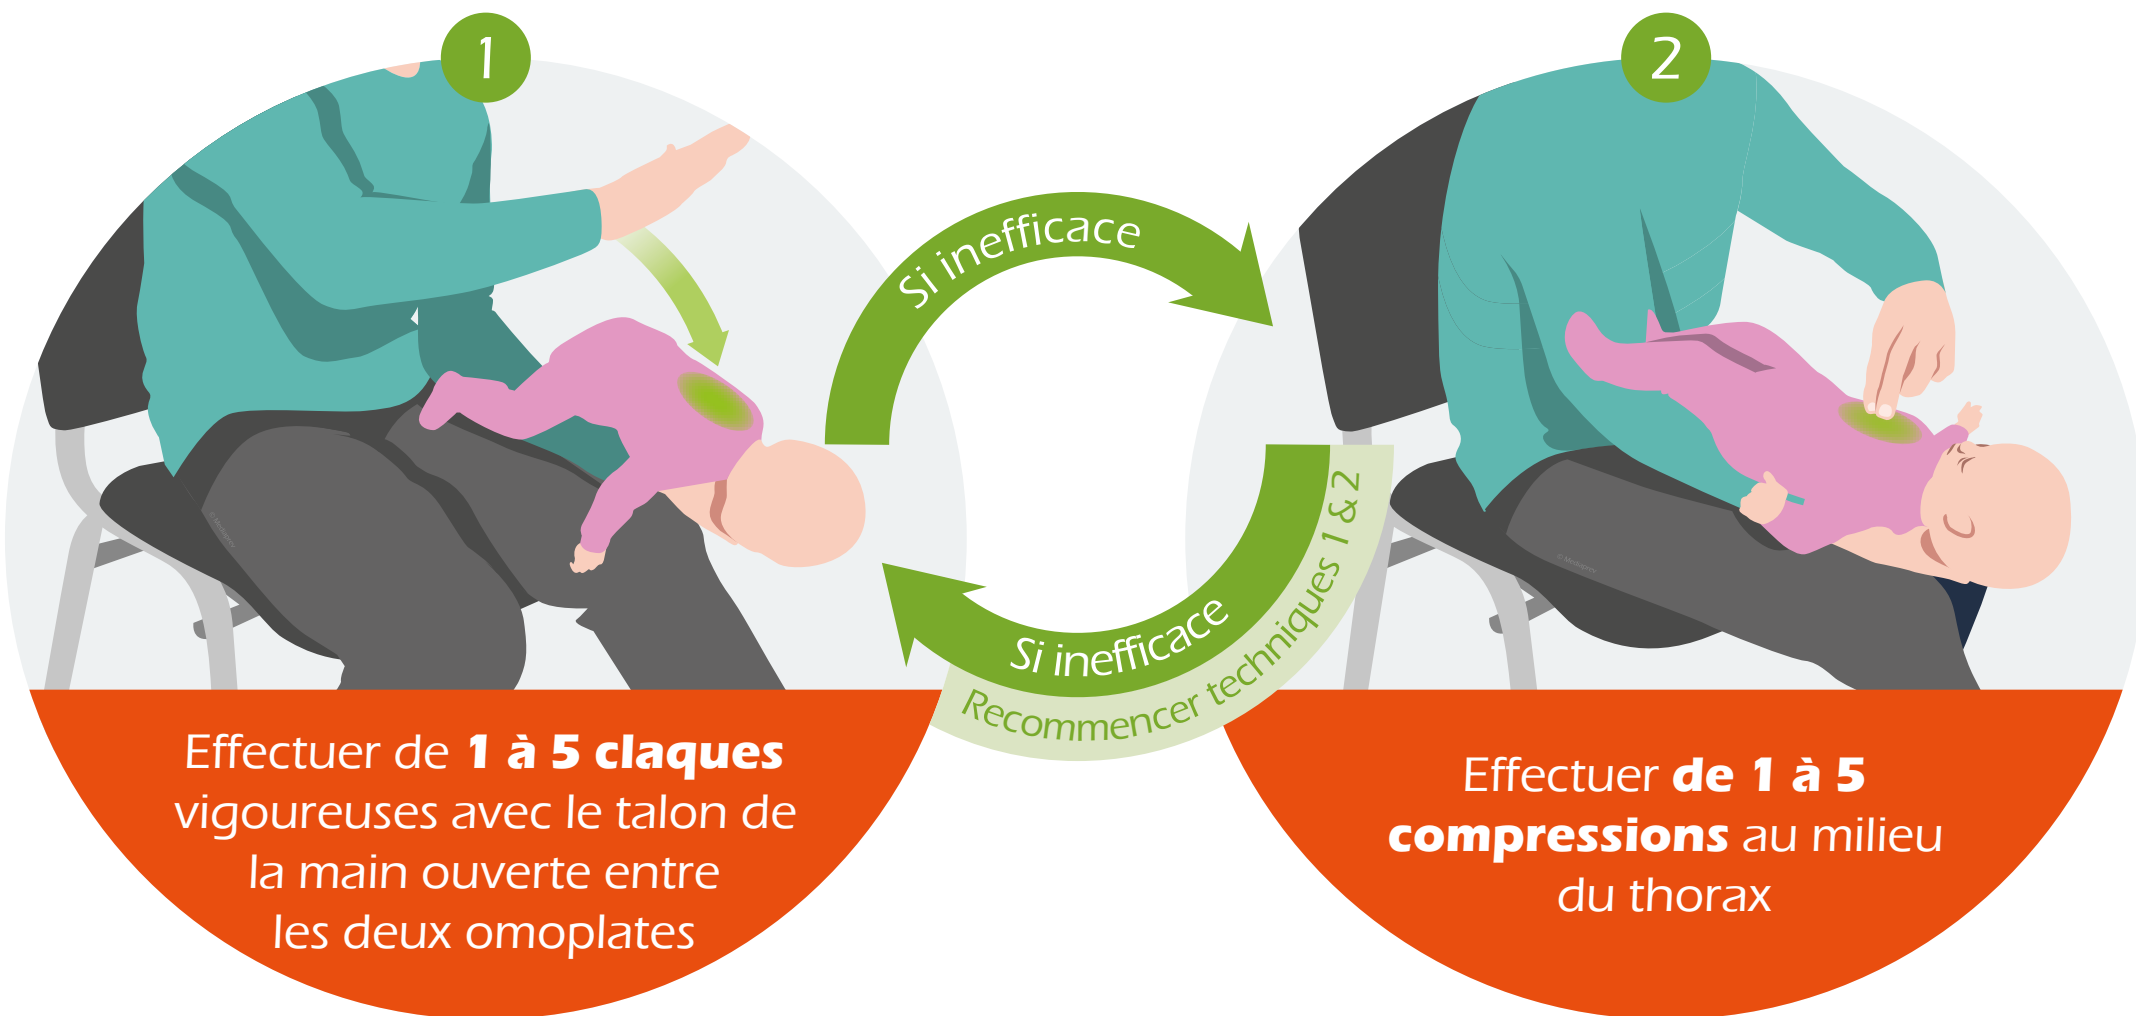 1
Effectuer de 1 à 5 claques
vigoureuses avec le talon de
la main ouverte entre
les deux omoplates
Si inefficace
2
Effectuer de 1 à 5
compressions au milieu
du thorax
Si inefficace
Recommencer techniques 1 & 2